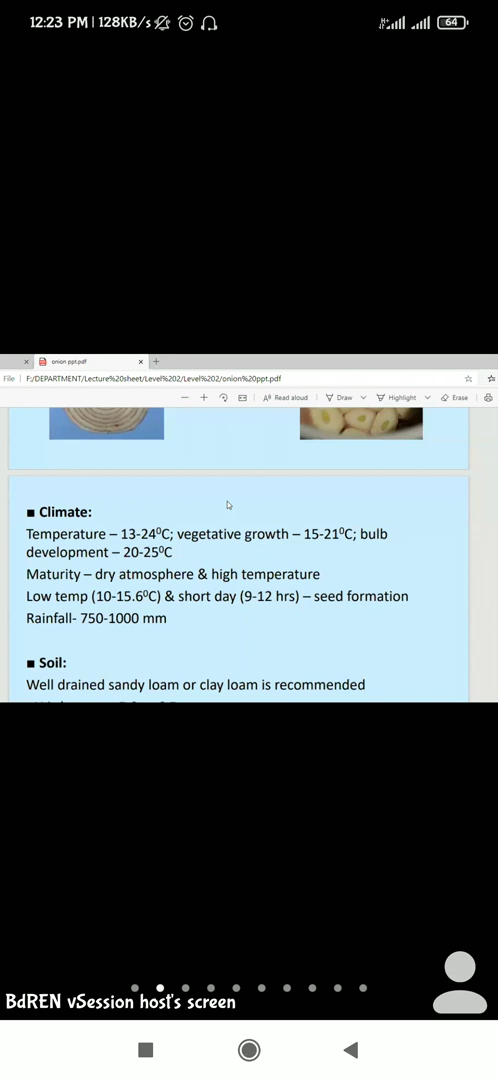 12:23 PM | 128KB/s
H+
64
onion ppt.pdf
File | F:/DEPARTMENT/Lecture%20sheet/Level%202/Level%202/onion%20ppt.pdf
Read aloud | Draw Highlight Erase
■ Climate:
Temperature – 13-24⁰C; vegetative growth – 15-21⁰C; bulb
development – 20-25⁰C
Maturity – dry atmosphere & high temperature
Low temp (10-15.6⁰C) & short day (9-12 hrs) – seed formation
Rainfall- 750-1000 mm
■ Soil:
Well drained sandy loam or clay loam is recommended
BdREN vSession host's screen